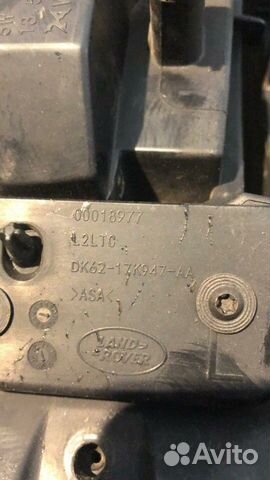 00018977
L2LTC
DK62-17K947-AA
>ASA<
LAND-
ROVER
L
Avito